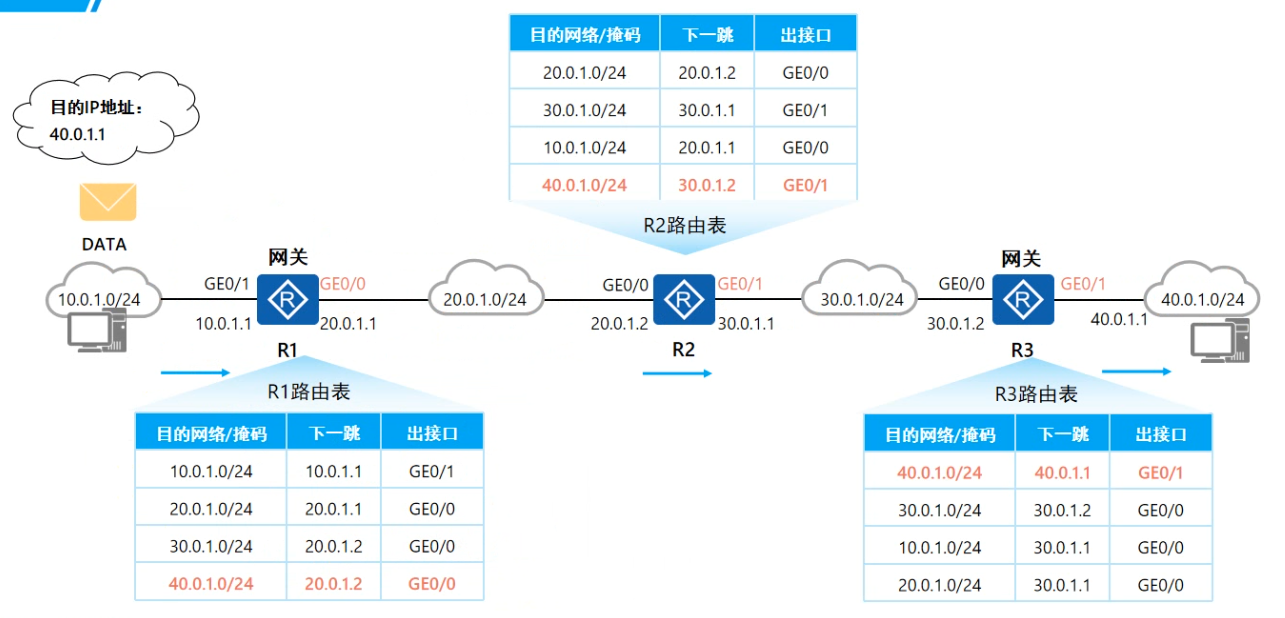 目的网络/掩码 下一跳 出接口
20.0.1.0/24 20.0.1.2 GE0/0
30.0.1.0/24 30.0.1.1 GE0/1
10.0.1.0/24 20.0.1.1 GE0/0
40.0.1.0/24 30.0.1.2 GE0/1
R2路由表
目的IP地址：
40.0.1.1
DATA
网关
网关
10.0.1.0/24
GE0/1
R
GE0/0
20.0.1.0/24
GE0/0
R
GE0/1
30.0.1.0/24
GE0/0
R
GE0/1
40.0.1.0/24
10.0.1.1
20.0.1.1
20.0.1.2
30.0.1.1
30.0.1.2
40.0.1.1
R1
R2
R3
R1路由表
目的网络/掩码 下一跳 出接口
10.0.1.0/24 10.0.1.1 GE0/1
20.0.1.0/24 20.0.1.1 GE0/0
30.0.1.0/24 20.0.1.2 GE0/0
40.0.1.0/24 20.0.1.2 GE0/0
R3路由表
目的网络/掩码 下一跳 出接口
40.0.1.0/24 40.0.1.1 GE0/1
30.0.1.0/24 30.0.1.2 GE0/0
10.0.1.0/24 30.0.1.1 GE0/0
20.0.1.0/24 30.0.1.1 GE0/0